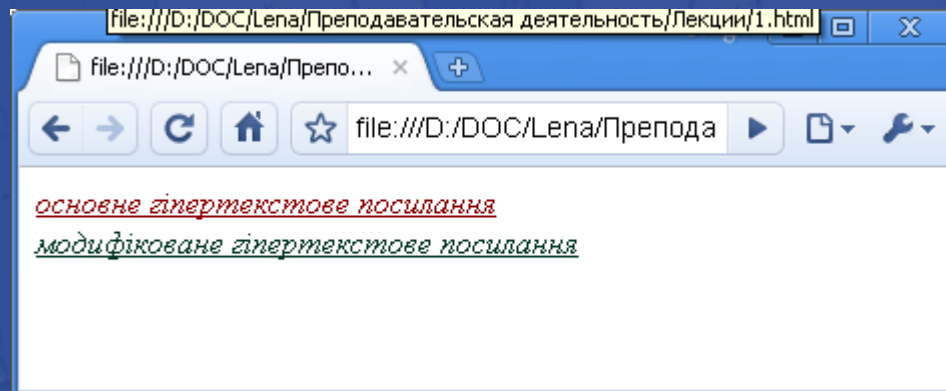 file:///D:/DOC/Lena/Преподавательская деятельность/Лекции/1.html
file:///D:/DOC/Lena/Препо...
file:///D:/DOC/Lena/Препода
основне гіпертекстове посилання
модифіковане гіпертекстове посилання